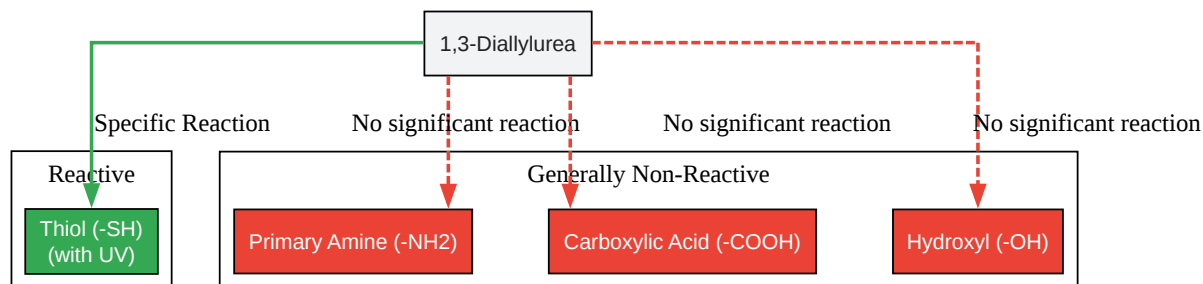 1,3-Diallylurea
Specific Reaction
No significant reaction
No significant reaction
No significant reaction
Reactive
Generally Non-Reactive
Thiol (-SH)
(with UV)
Primary Amine (-NH2)
Carboxylic Acid (-COOH)
Hydroxyl (-OH)